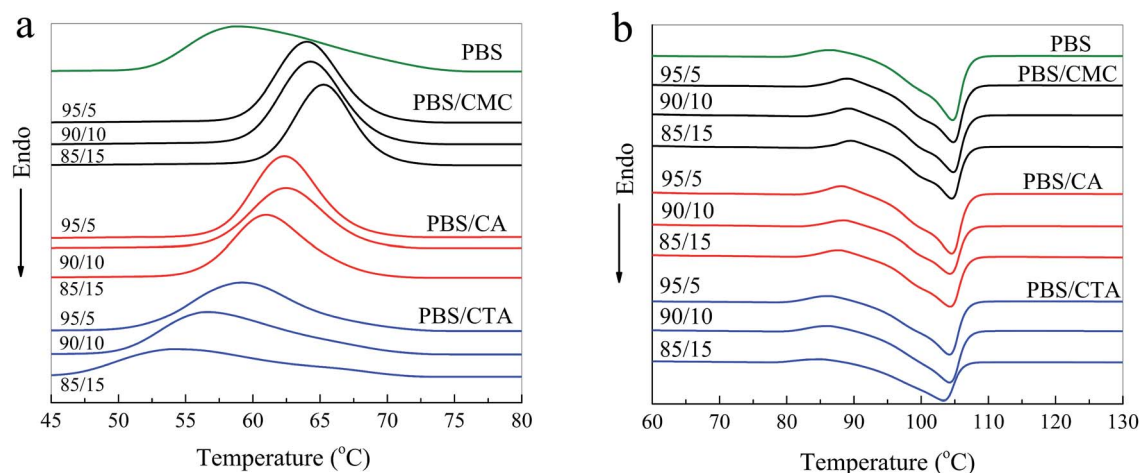 a
PBS
PBS/CMC
95/5
90/10
85/15
PBS/CA
95/5
90/10
85/15
PBS/CTA
95/5
90/10
85/15
Endo
45 50 55 60 65 70 75 80
Temperature (°C)
b
PBS
PBS/CMC
95/5
90/10
85/15
PBS/CA
95/5
90/10
85/15
PBS/CTA
95/5
90/10
85/15
Endo
60 70 80 90 100 110 120 130
Temperature (°C)